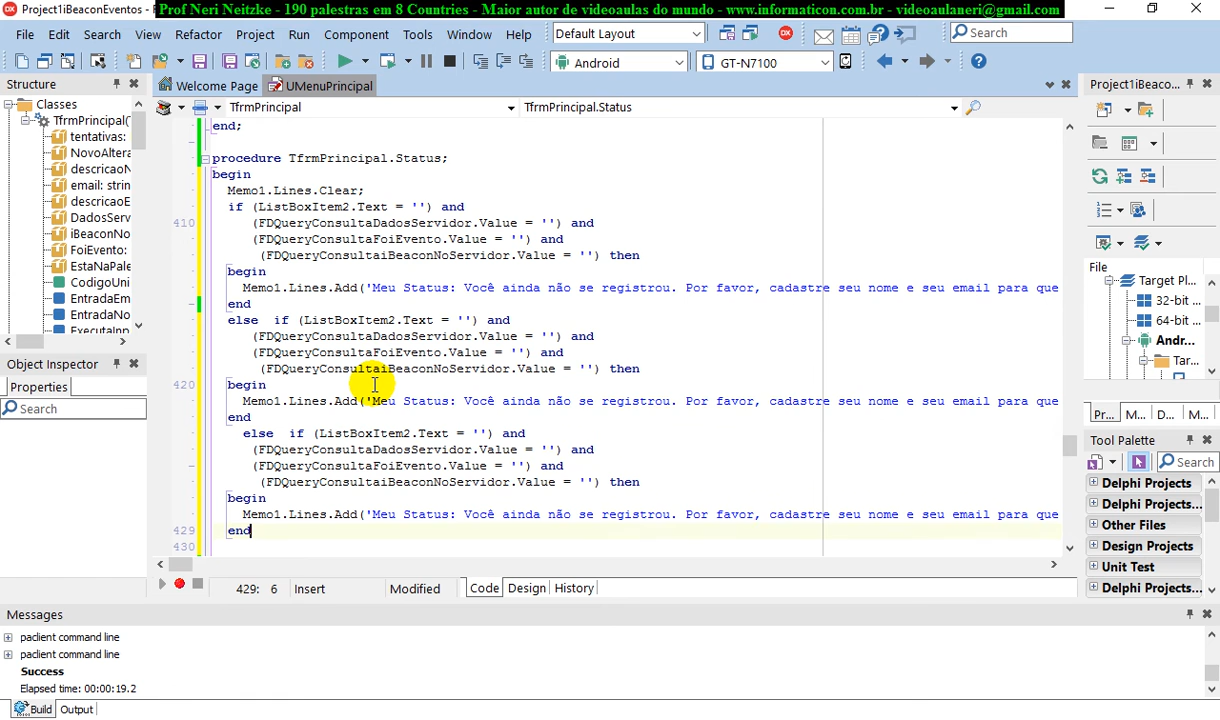 Project1iBeaconEventos -
Prof Neri Neitzke - 190 palestras em 8 Countries - Maior autor de videoaulas do mundo - www.informaticon.com.br - videoaulaneri@gmail.com
File Edit Search View Refactor Project Run Component Tools Window Help Default Layout Search
Android GT-N7100
Structure
Classes
TfrmPrincipal(
tentativas:
NovoAltera
descricaoN
email: strin
descricaoE
DadosServ
iBeaconNo
FoiEvento:
EstaNaPale
CodigoUni
EntradaEm
EntradaNo
ExecutaInp
Object Inspector
Properties
Search
Welcome Page UMenuPrincipal
TfrmPrincipal TfrmPrincipal.Status
end;
procedure TfrmPrincipal.Status;
begin
Memo1.Lines.Clear;
if (ListBoxItem2.Text = '') and
410 (FDQueryConsultaDadosServidor.Value = '') and
(FDQueryConsultaFoiEvento.Value = '') and
(FDQueryConsultaiBeaconNoServidor.Value = '') then
begin
Memo1.Lines.Add('Meu Status: Você ainda não se registrou. Por favor, cadastre seu nome e seu email para que
end
else if (ListBoxItem2.Text = '') and
(FDQueryConsultaDadosServidor.Value = '') and
(FDQueryConsultaFoiEvento.Value = '') and
(FDQueryConsultaiBeaconNoServidor.Value = '') then
420 begin
Memo1.Lines.Add('Meu Status: Você ainda não se registrou. Por favor, cadastre seu nome e seu email para que
end
else if (ListBoxItem2.Text = '') and
(FDQueryConsultaDadosServidor.Value = '') and
(FDQueryConsultaFoiEvento.Value = '') and
(FDQueryConsultaiBeaconNoServidor.Value = '') then
begin
Memo1.Lines.Add('Meu Status: Você ainda não se registrou. Por favor, cadastre seu nome e seu email para que
429 end
430
429: 6 Insert Modified Code Design History
Project1iBeaco...
File
Target Pl...
32-bit ...
64-bit ...
Andr...
Tar...
Pr... M... D... M...
Tool Palette
Search
Delphi Projects
Delphi Projects...
Other Files
Design Projects
Unit Test
Delphi Projects...
Messages
paclient command line
paclient command line
Success
Elapsed time: 00:00:19.2
Build Output